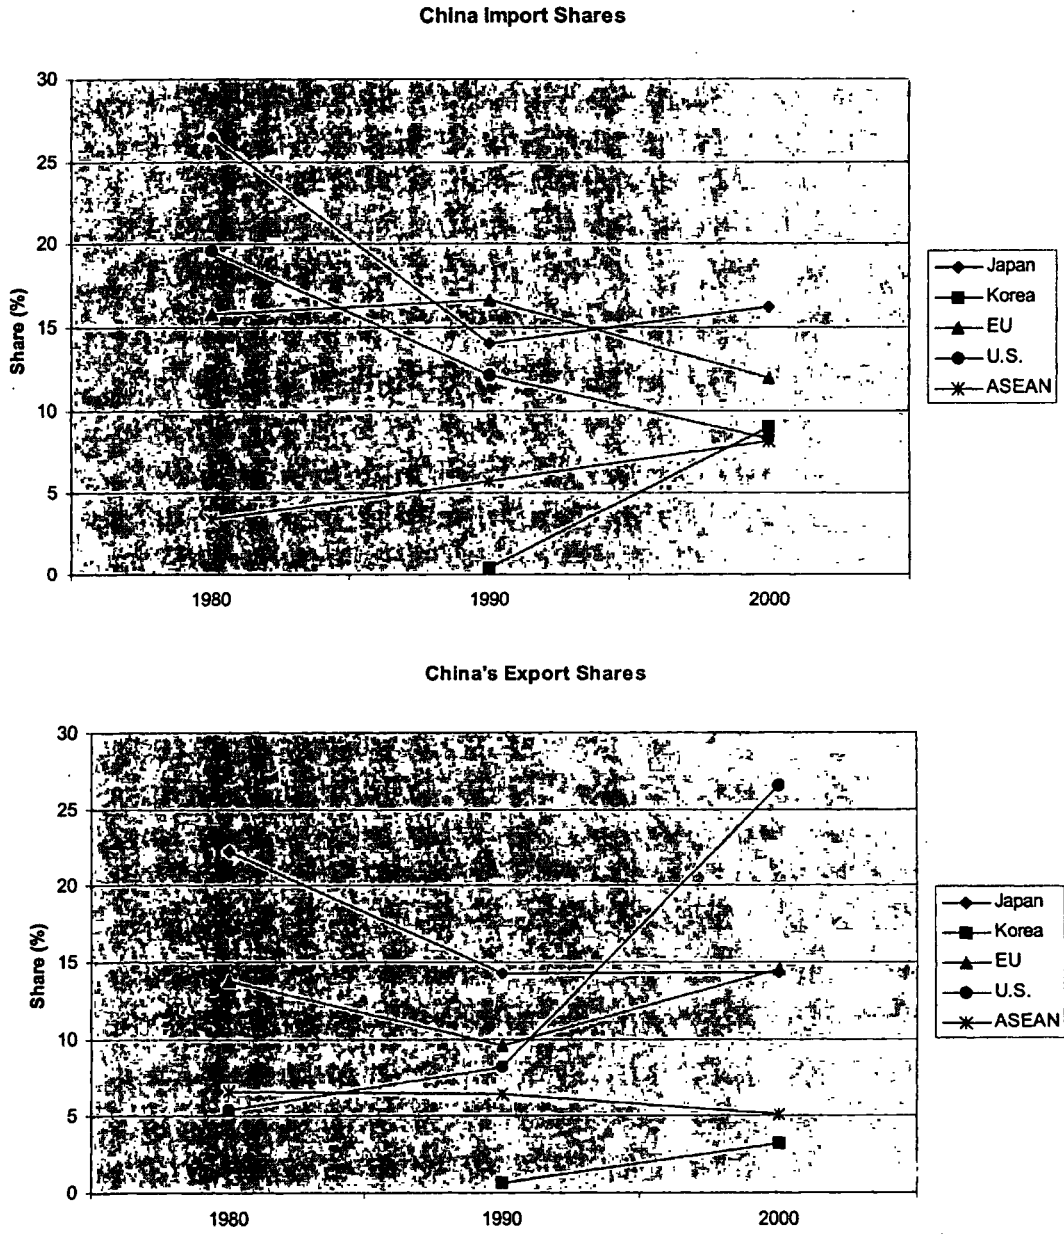 China Import Shares
30
25
20
15
10
5
0
Share (%)
1980 1990 2000
Japan
Korea
EU
U.S.
ASEAN
China's Export Shares
30
25
20
15
10
5
0
Share (%)
1980 1990 2000
Japan
Korea
EU
U.S.
ASEAN